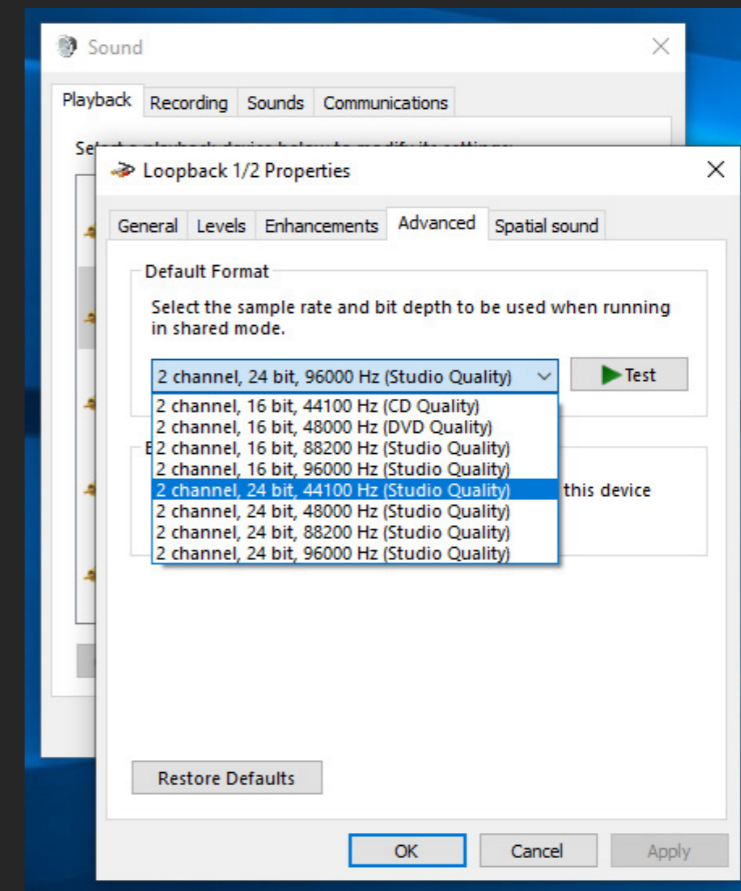 Sound
Playback Recording Sounds Communications
Loopback 1/2 Properties
General Levels Enhancements Advanced Spatial sound
Default Format
Select the sample rate and bit depth to be used when running
in shared mode.
2 channel, 24 bit, 96000 Hz (Studio Quality) Test
2 channel, 16 bit, 44100 Hz (CD Quality)
2 channel, 16 bit, 48000 Hz (DVD Quality)
2 channel, 16 bit, 88200 Hz (Studio Quality)
2 channel, 16 bit, 96000 Hz (Studio Quality)
2 channel, 24 bit, 44100 Hz (Studio Quality) this device
2 channel, 24 bit, 48000 Hz (Studio Quality)
2 channel, 24 bit, 88200 Hz (Studio Quality)
2 channel, 24 bit, 96000 Hz (Studio Quality)
Restore Defaults
OK Cancel Apply